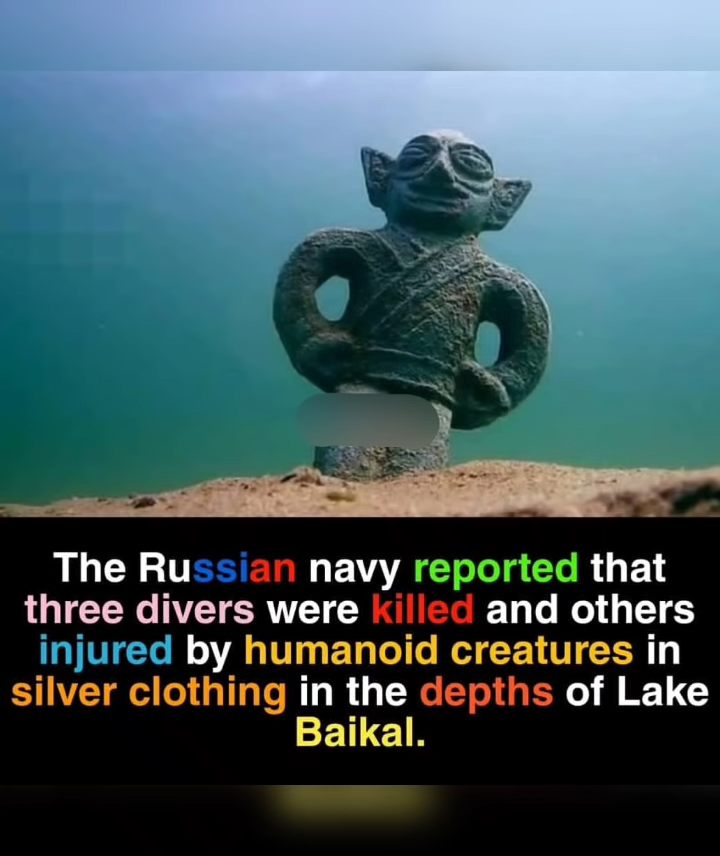 The Russian navy reported that
three divers were killed and others
injured by humanoid creatures in
silver clothing in the depths of Lake
Baikal.